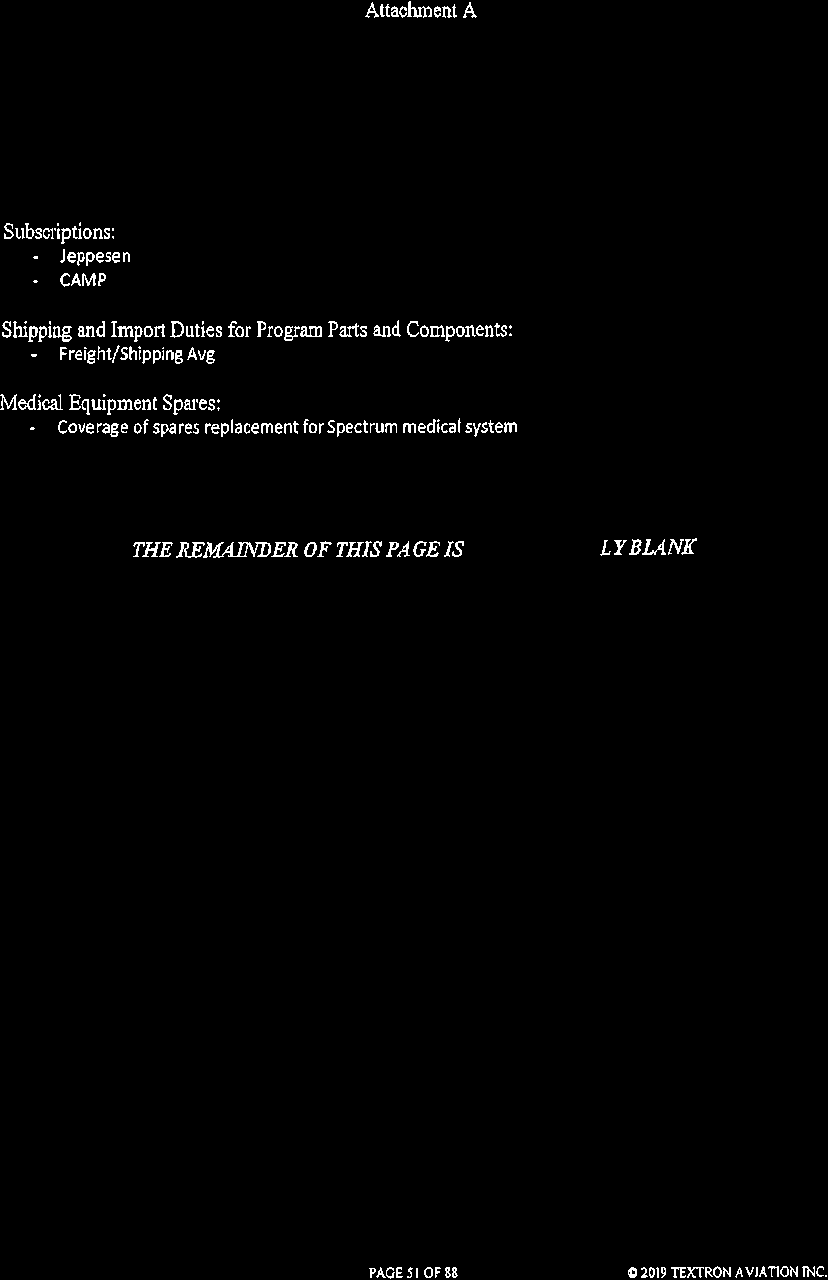 Attachment A
Subscriptions:
- Jeppesen
- CAMP
Shipping and Import Duties for Program Parts and Components:
- Freight/Shipping Avg
Medical Equipment Spares:
- Coverage of spares replacement for Spectrum medical system
THE REMAINDER OF THIS PAGE IS LY BLANK
PAGE 51 OF 88 © 2019 TEXTRON AVIATION INC.